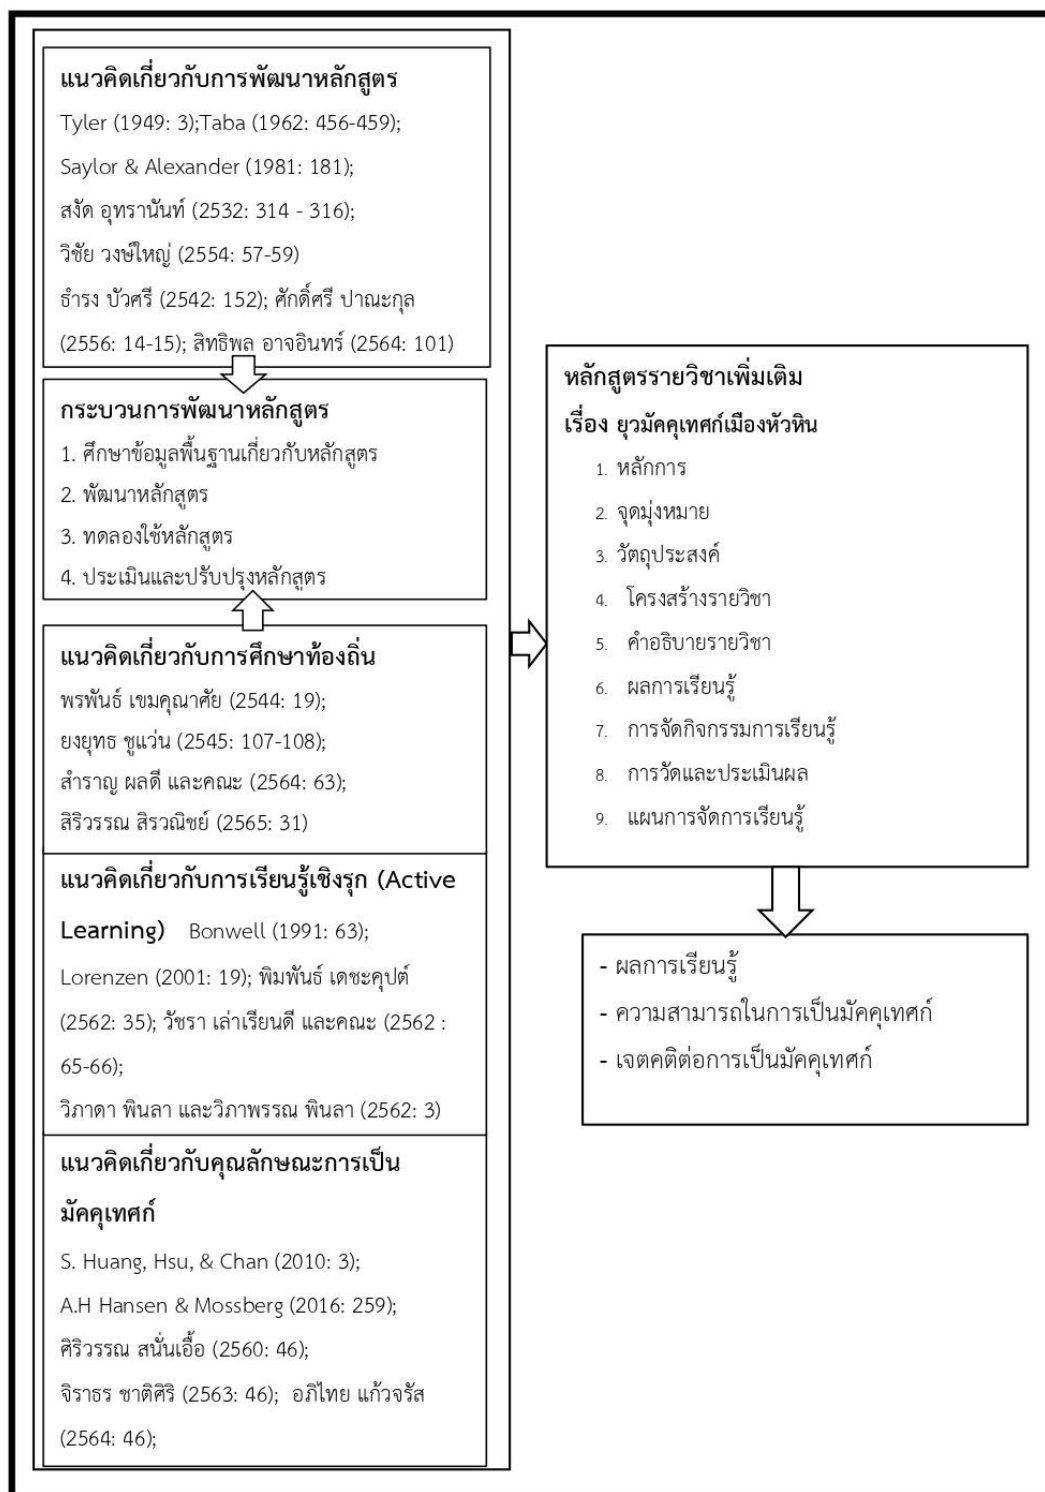 แนวคิดเกี่ยวกับการพัฒนาหลักสูตร
Tyler (1949: 3);Taba (1962: 456-459);
Saylor & Alexander (1981: 181);
สงัด อุทรานันท์ (2532: 314 - 316);
วิชัย วงษ์ใหญ่ (2554: 57-59)
ธำรง บัวศรี (2542: 152); ศักดิ์ศรี ปาณะกุล
(2556: 14-15); สิทธิพล อาจอินทร์ (2564: 101)
กระบวนการพัฒนาหลักสูตร
1. ศึกษาข้อมูลพื้นฐานเกี่ยวกับหลักสูตร
2. พัฒนาหลักสูตร
3. ทดลองใช้หลักสูตร
4. ประเมินและปรับปรุงหลักสูตร
แนวคิดเกี่ยวกับการศึกษาท้องถิ่น
พรพันธ์ เขมคุณาศัย (2544: 19);
ยงยุทธ ชูแว่น (2545: 107-108);
สำราญ ผลดี และคณะ (2564: 63);
สิริวรรณ สิรวณิชย์ (2565: 31)
แนวคิดเกี่ยวกับการเรียนรู้เชิงรุก (Active
Learning) Bonwell (1991: 63);
Lorenzen (2001: 19); พิมพันธ์ เดชะคุปต์
(2562: 35); วัชรา เล่าเรียนดี และคณะ (2562 :
65-66);
วิภาดา พินลา และวิภาพรรณ พินลา (2562: 3)
แนวคิดเกี่ยวกับคุณลักษณะการเป็น
มัคคุเทศก์
S. Huang, Hsu, & Chan (2010: 3);
A.H Hansen & Mossberg (2016: 259);
ศิริวรรณ สนั่นเอื้อ (2560: 46);
จิราธร ชาติศิริ (2563: 46); อภิไทย แก้วจรัส
(2564: 46);
หลักสูตรรายวิชาเพิ่มเติม
เรื่อง ยุวมัคคุเทศก์เมืองหัวหิน
1. หลักการ
2. จุดมุ่งหมาย
3. วัตถุประสงค์
4. โครงสร้างรายวิชา
5. คำอธิบายรายวิชา
6. ผลการเรียนรู้
7. การจัดกิจกรรมการเรียนรู้
8. การวัดและประเมินผล
9. แผนการจัดการเรียนรู้
- ผลการเรียนรู้
- ความสามารถในการเป็นมัคคุเทศก์
- เจตคติต่อการเป็นมัคคุเทศก์